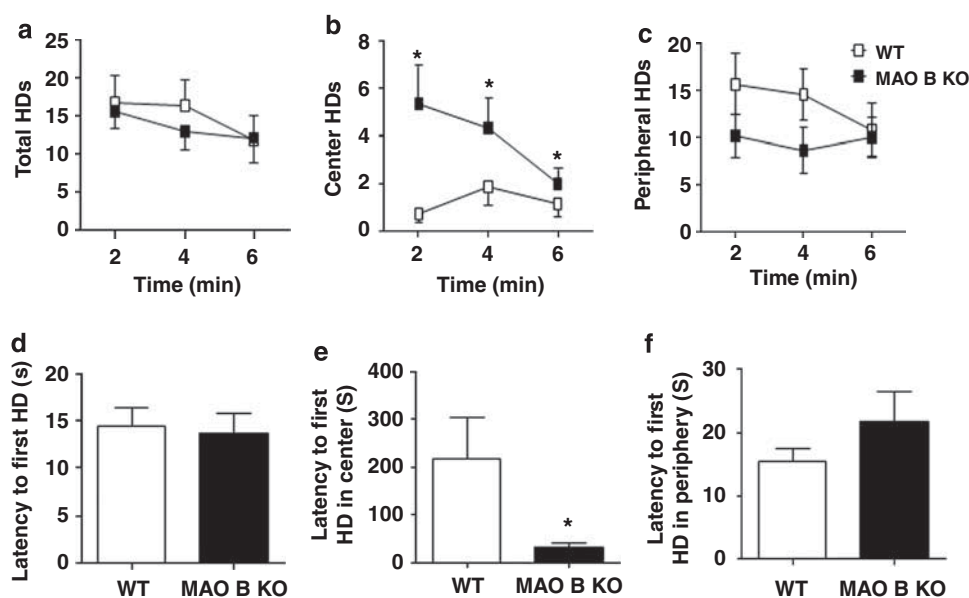 a
Total HDs
25
20
15
10
5
0
2 4 6
Time (min)
b
Center HDs
8
6
4
2
0
* * *
2 4 6
Time (min)
c
Peripheral HDs
20
15
10
5
0
2 4 6
Time (min)
WT
MAO B KO
d
Latency to first HD (s)
20
15
10
5
0
WT MAO B KO
e
Latency to first
HD in center (S)
400
300
200
100
0
*
WT MAO B KO
f
Latency to first
HD in periphery (S)
30
20
10
0
WT MAO B KO